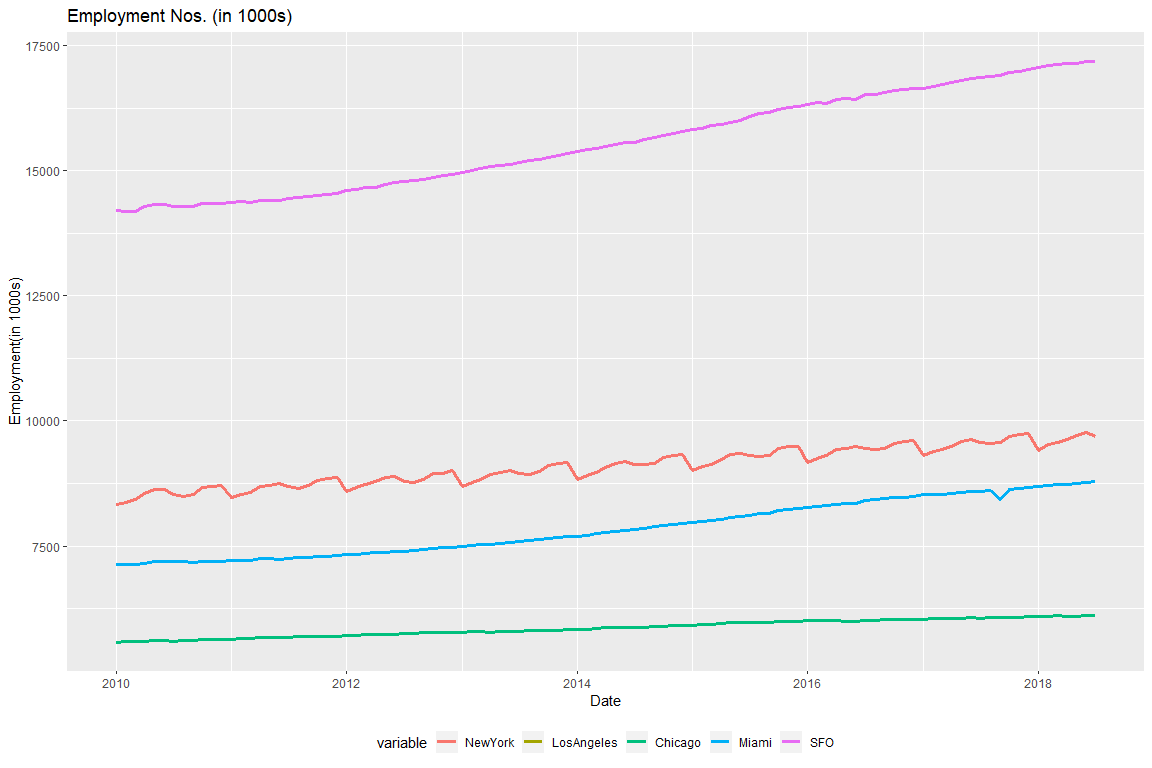 Employment Nos. (in 1000s)
Employment(in 1000s)
17500
15000
12500
10000
7500
2010 2012 2014 2016 2018
Date
variable NewYork LosAngeles Chicago Miami SFO